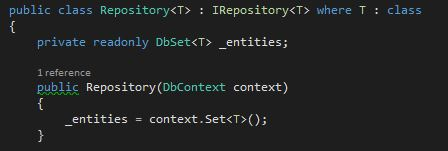 public class Repository<T> : IRepository<T> where T : class
{
private readonly DbSet<T> _entities;
1 reference
public Repository(DbContext context)
{
_entities = context.Set<T>();
}